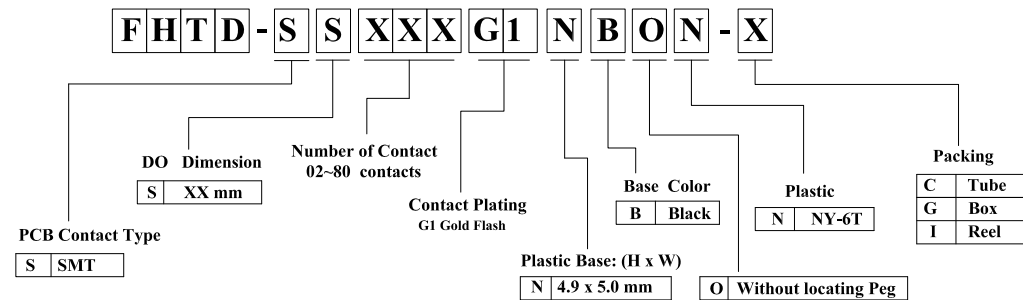 FHTD-SSXXXG1NBON-X
Number of Contact
02~80 contacts
DO Dimension
S XX mm
Packing
C Tube
G Box
I Reel
Base Color
B Black
Plastic
N NY-6T
Contact Plating
G1 Gold Flash
PCB Contact Type
S SMT
Plastic Base: (H x W)
N 4.9 x 5.0 mm
O Without locating Peg